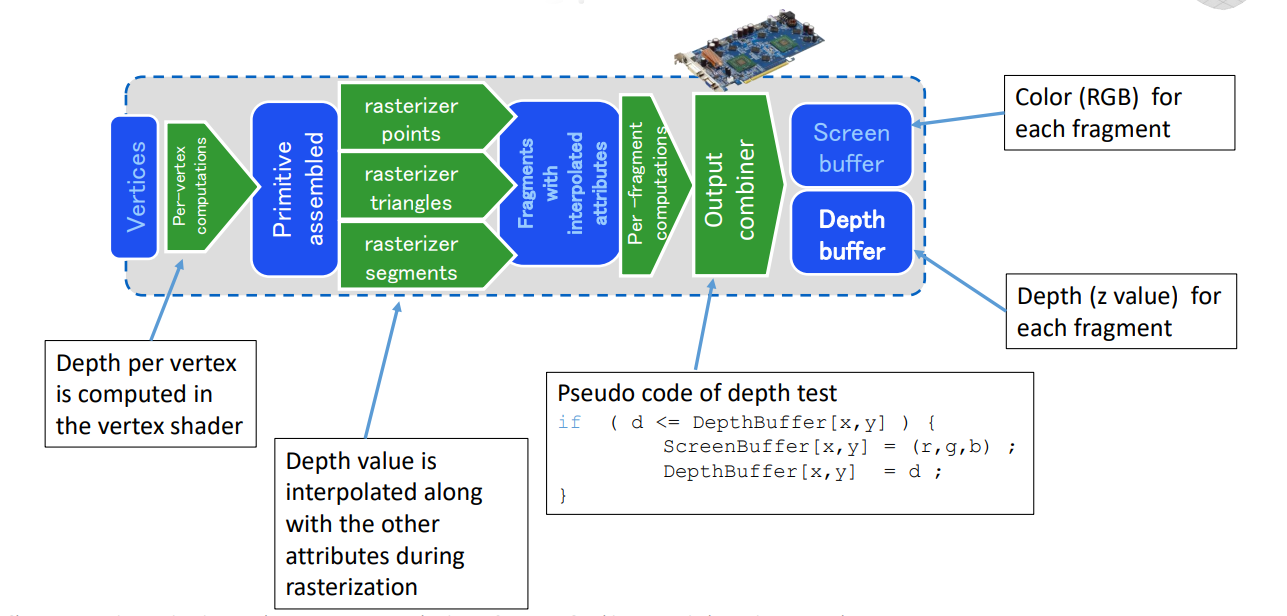 Vertices
Per-vertex
computations
Primitive
assembled
rasterizer
points
rasterizer
triangles
rasterizer
segments
Fragments
with
interpolated
attributes
Per -fragment
computations
Output
combiner
Screen
buffer
Depth
buffer
Color (RGB) for
each fragment
Depth (z value) for
each fragment
Depth per vertex
is computed in
the vertex shader
Depth value is
interpolated along
with the other
attributes during
rasterization
Pseudo code of depth test
if ( d <= DepthBuffer[x,y] ) {
ScreenBuffer[x,y] = (r,g,b) ;
DepthBuffer[x,y] = d ;
}